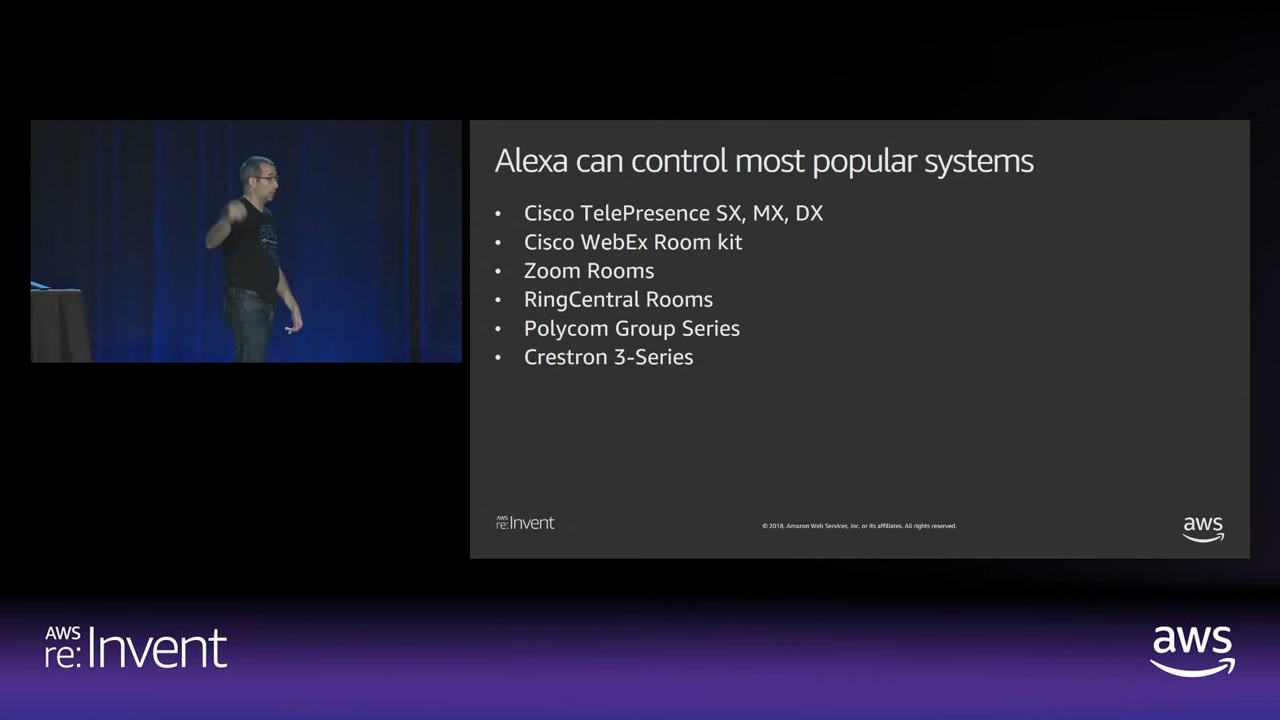 Alexa can control most popular systems
• Cisco TelePresence SX, MX, DX
• Cisco WebEx Room kit
• Zoom Rooms
• RingCentral Rooms
• Polycom Group Series
• Crestron 3-Series
AWS
re:Invent
© 2018, Amazon Web Services, Inc. or its affiliates. All rights reserved.
aws
AWS
re:Invent
aws